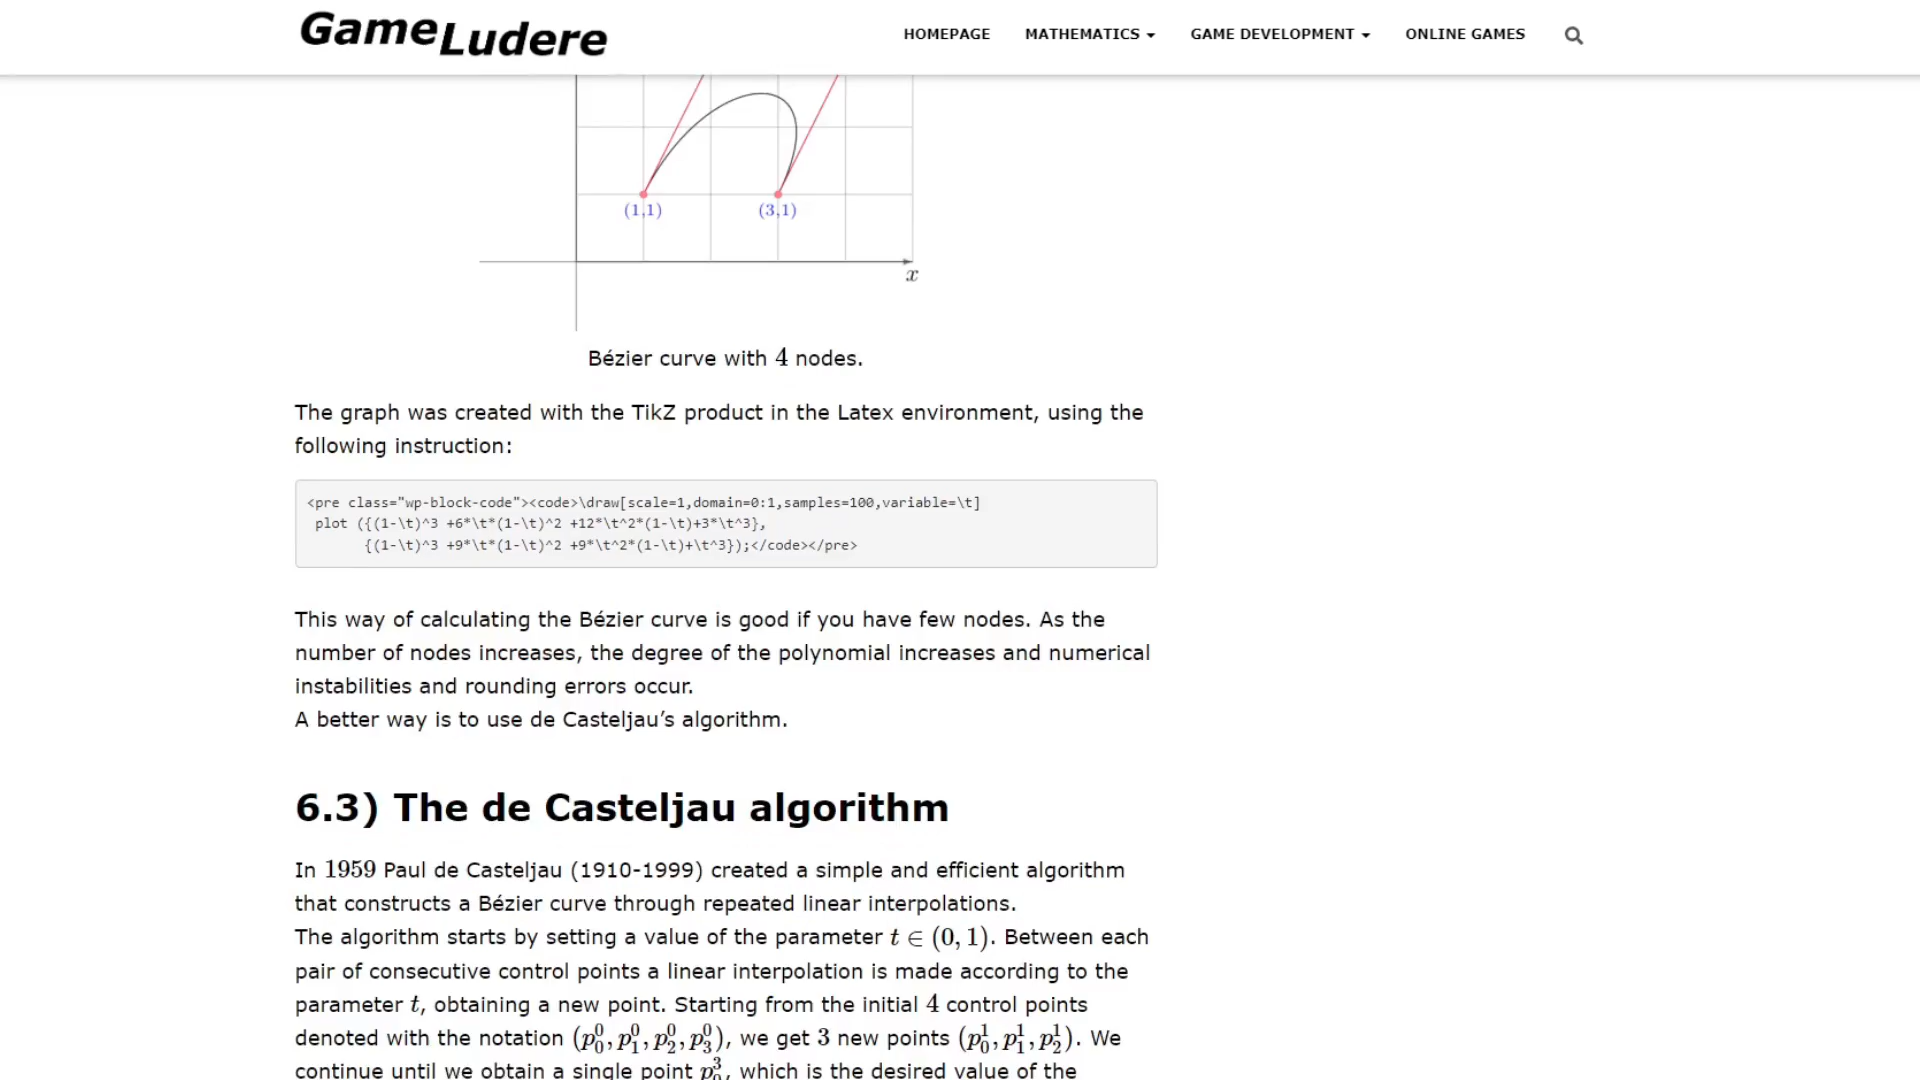 GameLudere
HOMEPAGE
MATHEMATICS
GAME DEVELOPMENT
ONLINE GAMES
(1,1)
(3,1)
x
Bézier curve with 4 nodes.
The graph was created with the TikZ product in the Latex environment, using the
following instruction:
<pre class="wp-block-code"><code>\draw[scale=1,domain=0:1,samples=100,variable=\t]
plot ({(1-\t)^3 +6*\t*(1-\t)^2 +12*\t^2*(1-\t)+3*\t^3},
{(1-\t)^3 +9*\t*(1-\t)^2 +9*\t^2*(1-\t)+\t^3});</code></pre>
This way of calculating the Bézier curve is good if you have few nodes. As the
number of nodes increases, the degree of the polynomial increases and numerical
instabilities and rounding errors occur.
A better way is to use de Casteljau’s algorithm.
6.3) The de Casteljau algorithm
In 1959 Paul de Casteljau (1910-1999) created a simple and efficient algorithm
that constructs a Bézier curve through repeated linear interpolations.
The algorithm starts by setting a value of the parameter t ∈ (0, 1). Between each
pair of consecutive control points a linear interpolation is made according to the
parameter t, obtaining a new point. Starting from the initial 4 control points
denoted with the notation (p₀⁰, p₁⁰, p₂⁰, p₃⁰), we get 3 new points (p₀¹, p₁¹, p₂¹). We
continue until we obtain a single point p₀³, which is the desired value of the